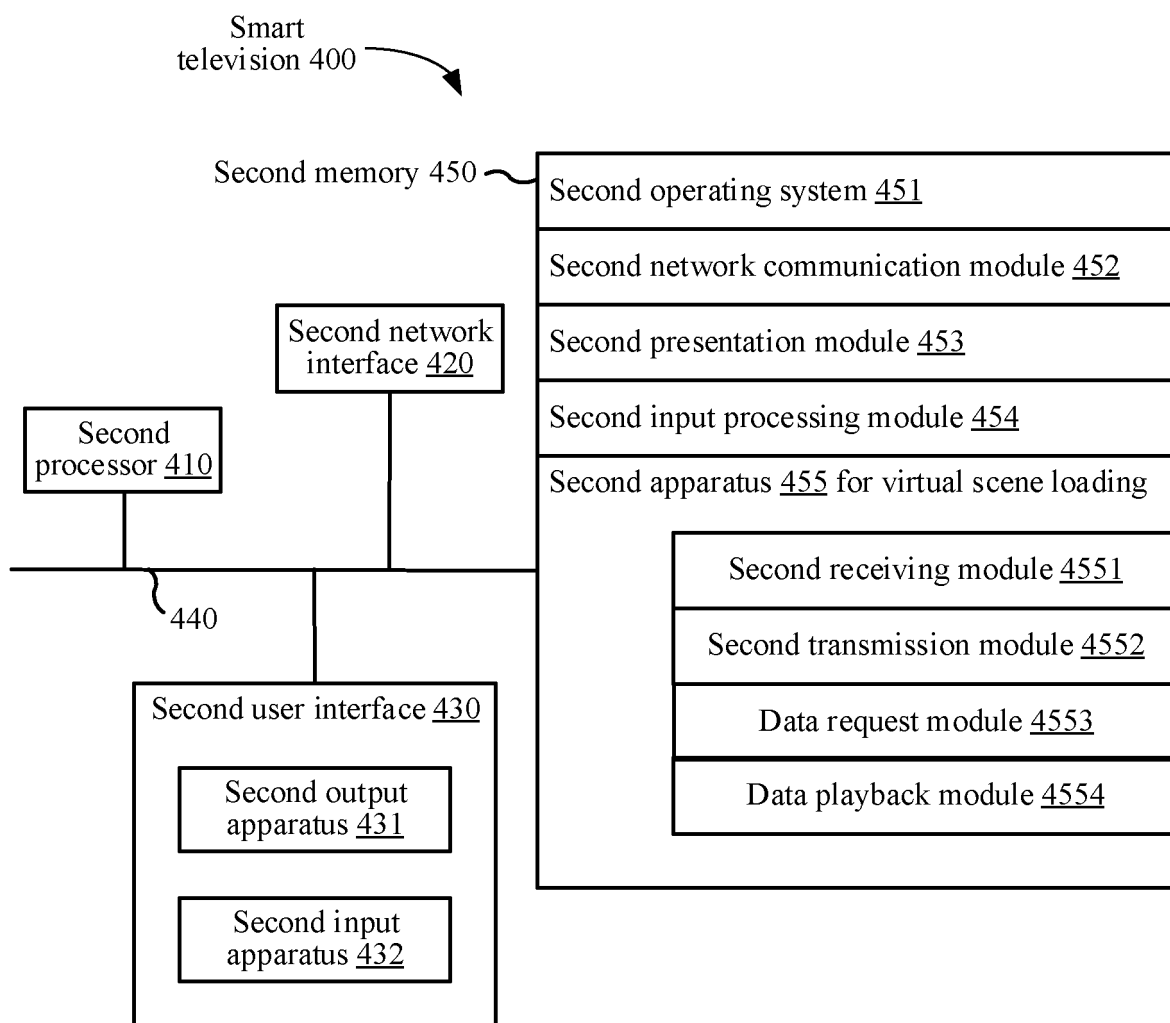 Smart
television 400
Second memory 450
Second operating system 451
Second network communication module 452
Second presentation module 453
Second input processing module 454
Second apparatus 455 for virtual scene loading
Second receiving module 4551
Second transmission module 4552
Data request module 4553
Data playback module 4554
Second network
interface 420
Second
processor 410
440
Second user interface 430
Second output
apparatus 431
Second input
apparatus 432